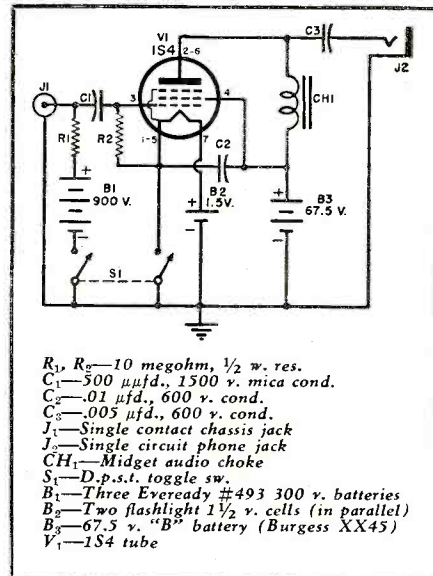 V1
1S4
2-6
C3
J2
J1
C1
3
4
CH1
R1
R2
1-5
7
C2
+
B1
900 V.
-
B2
1.5V.
+
-
B3
67.5 V.
+
-
S1
R₁, R₂—10 megohm, ½ w. res.
C₁—500 μμfd., 1500 v. mica cond.
C₂—.01 μfd., 600 v. cond.
C₃—.005 μfd., 600 v. cond.
J₁—Single contact chassis jack
J₂—Single circuit phone jack
CH₁—Midget audio choke
S₁—D.p.s.t. toggle sw.
B₁—Three Eveready #493 300 v. batteries
B₂—Two flashlight 1½ v. cells (in parallel)
B₃—67.5 v. "B" battery (Burgess XX45)
V₁—1S4 tube